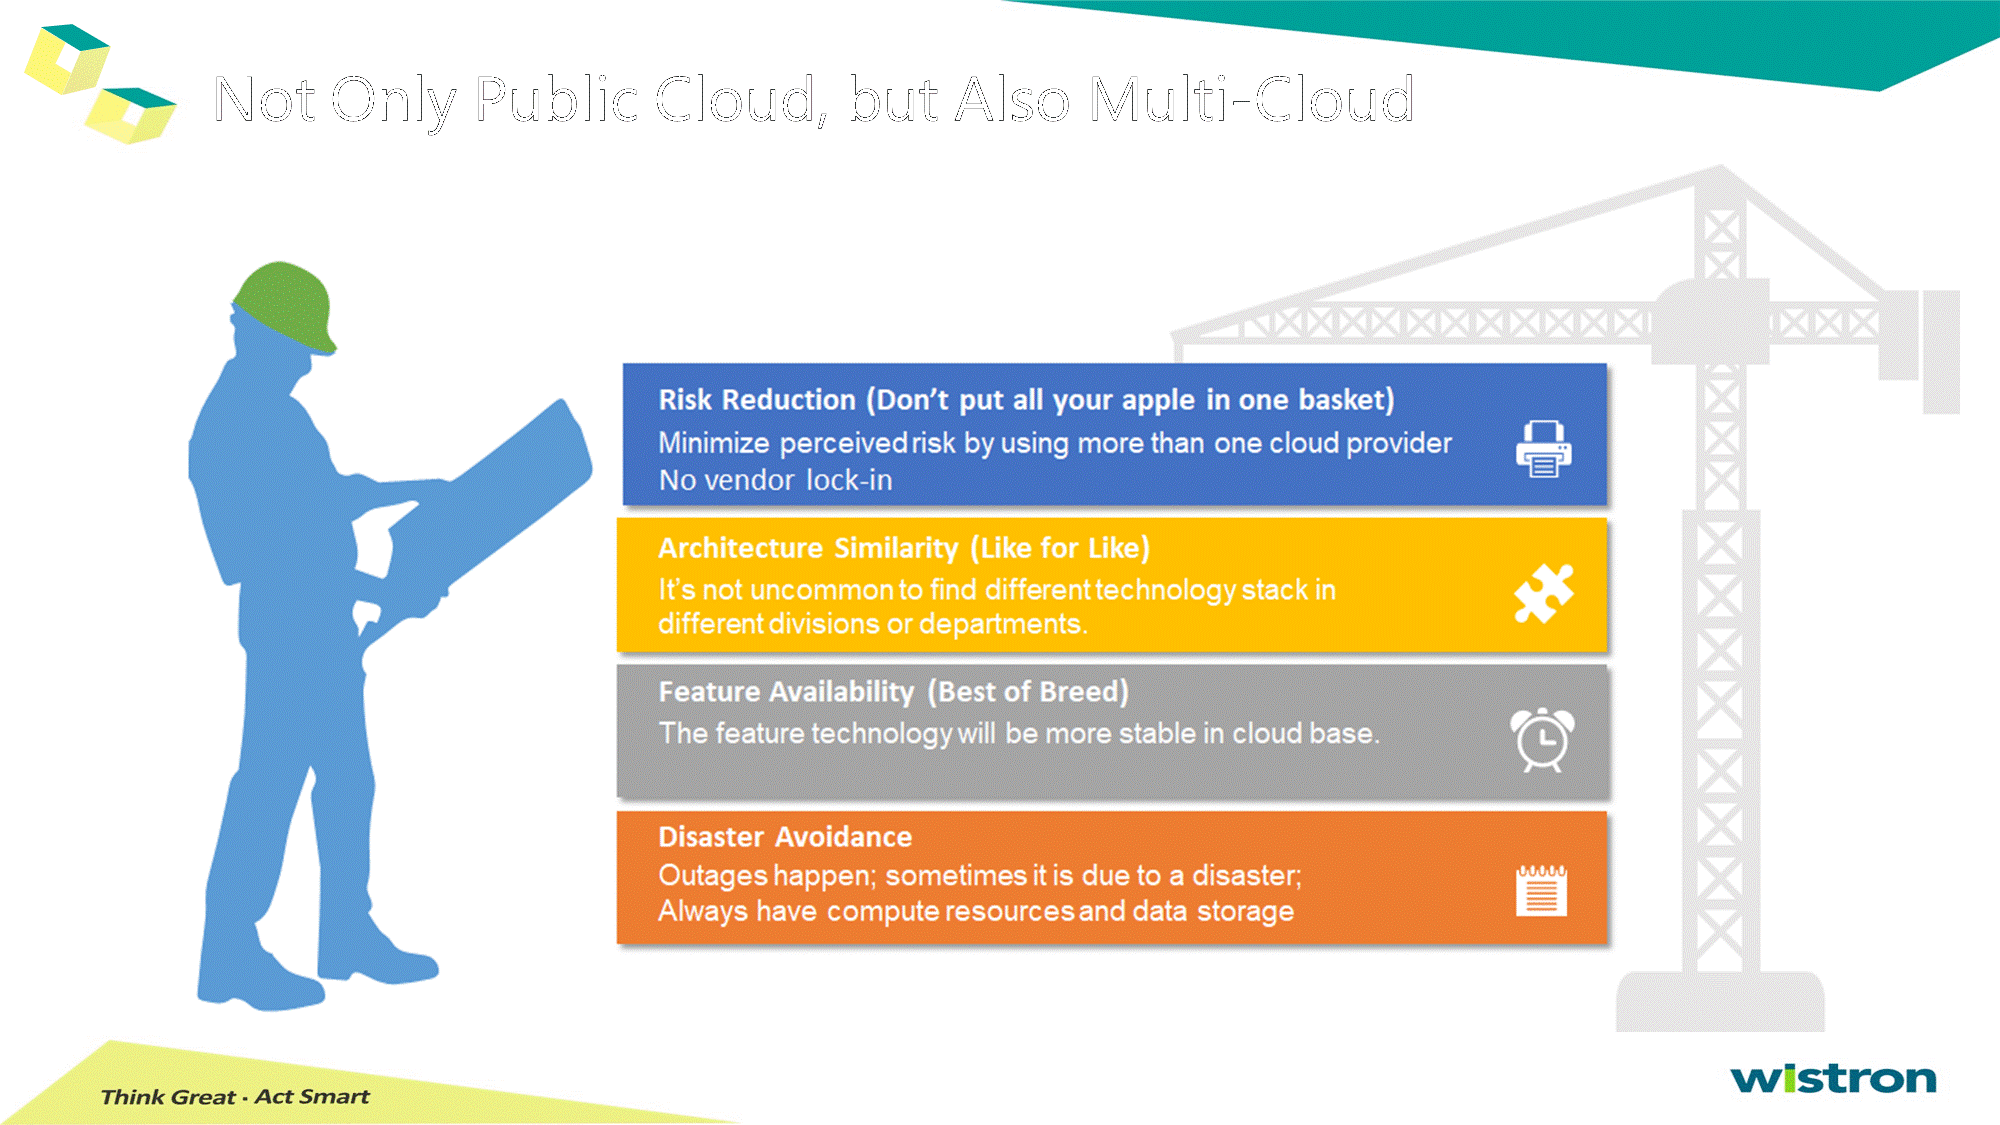 Not Only Public Cloud, but Also Multi-Cloud
Risk Reduction (Don’t put all your apple in one basket)
Minimize perceived risk by using more than one cloud provider
No vendor lock-in
Architecture Similarity (Like for Like)
It’s not uncommon to find different technology stack in
different divisions or departments.
Feature Availability (Best of Breed)
The feature technology will be more stable in cloud base.
Disaster Avoidance
Outages happen; sometimes it is due to a disaster;
Always have compute resources and data storage
Think Great · Act Smart
wistron